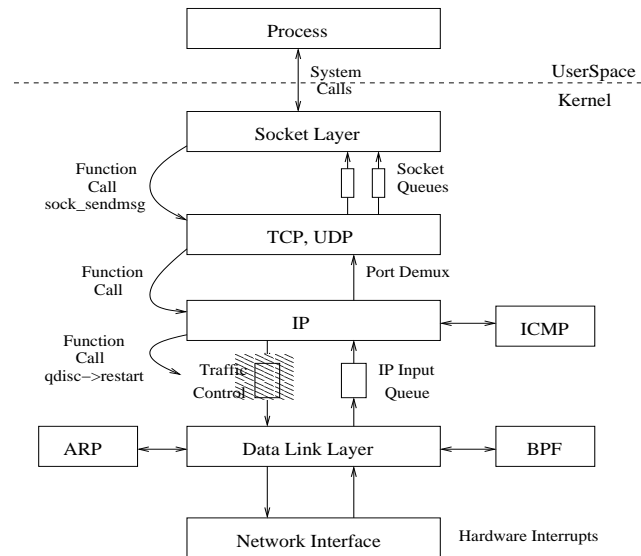 Process
System
Calls
UserSpace
Kernel
Socket Layer
Function
Call
sock_sendmsg
Socket
Queues
TCP, UDP
Function
Call
Port Demux
IP
ICMP
Function
Call
qdisc->restart
Traffic
Control
IP Input
Queue
ARP
Data Link Layer
BPF
Network Interface
Hardware Interrupts